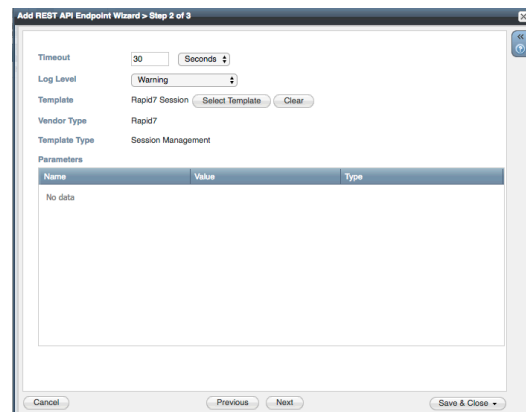 Add REST API Endpoint Wizard > Step 2 of 3
Timeout 30 Seconds
Log Level Warning
Template Rapid7 Session Select Template Clear
Vendor Type Rapid7
Template Type Session Management
Parameters
Name Value Type
No data
Cancel Previous Next Save & Close